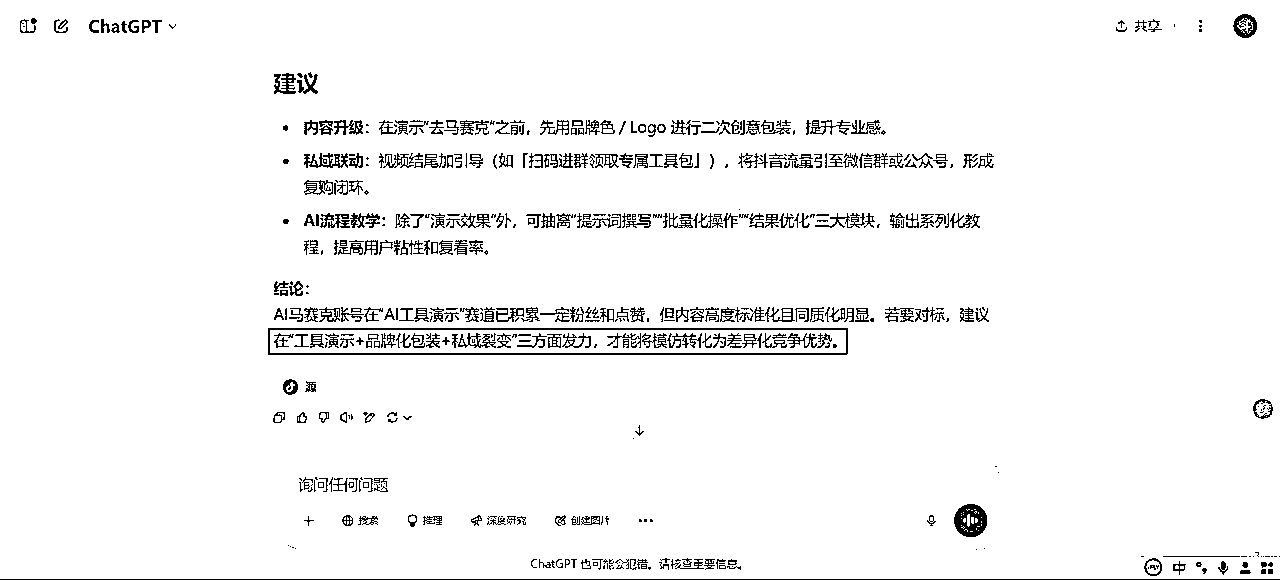 ChatGPT
共享
建议
内容升级：在演示“去马赛克”之前，先用品牌色 / Logo 进行二次创意包装，提升专业感。
私域联动：视频结尾加引导（如「扫码进群领取专属工具包」），将抖音流量引至微信群或公众号，形成
复购闭环。
AI流程教学：除了“演示效果”外，可抽离“提示词撰写”“批量化操作”“结果优化”三大模块，输出系列化教
程，提高用户粘性和复看率。
结论：
AI马赛克账号在“AI工具演示”赛道已积累一定粉丝和点赞，但内容高度标准化且同质化明显。若要对标，建议
在“工具演示+品牌化包装+私域裂变”三方面发力，才能将模仿转化为差异化竞争优势。
源
询问任何问题
搜索 推理 深度研究 创建图片
ChatGPT 也可能会犯错。请核查重要信息。
中